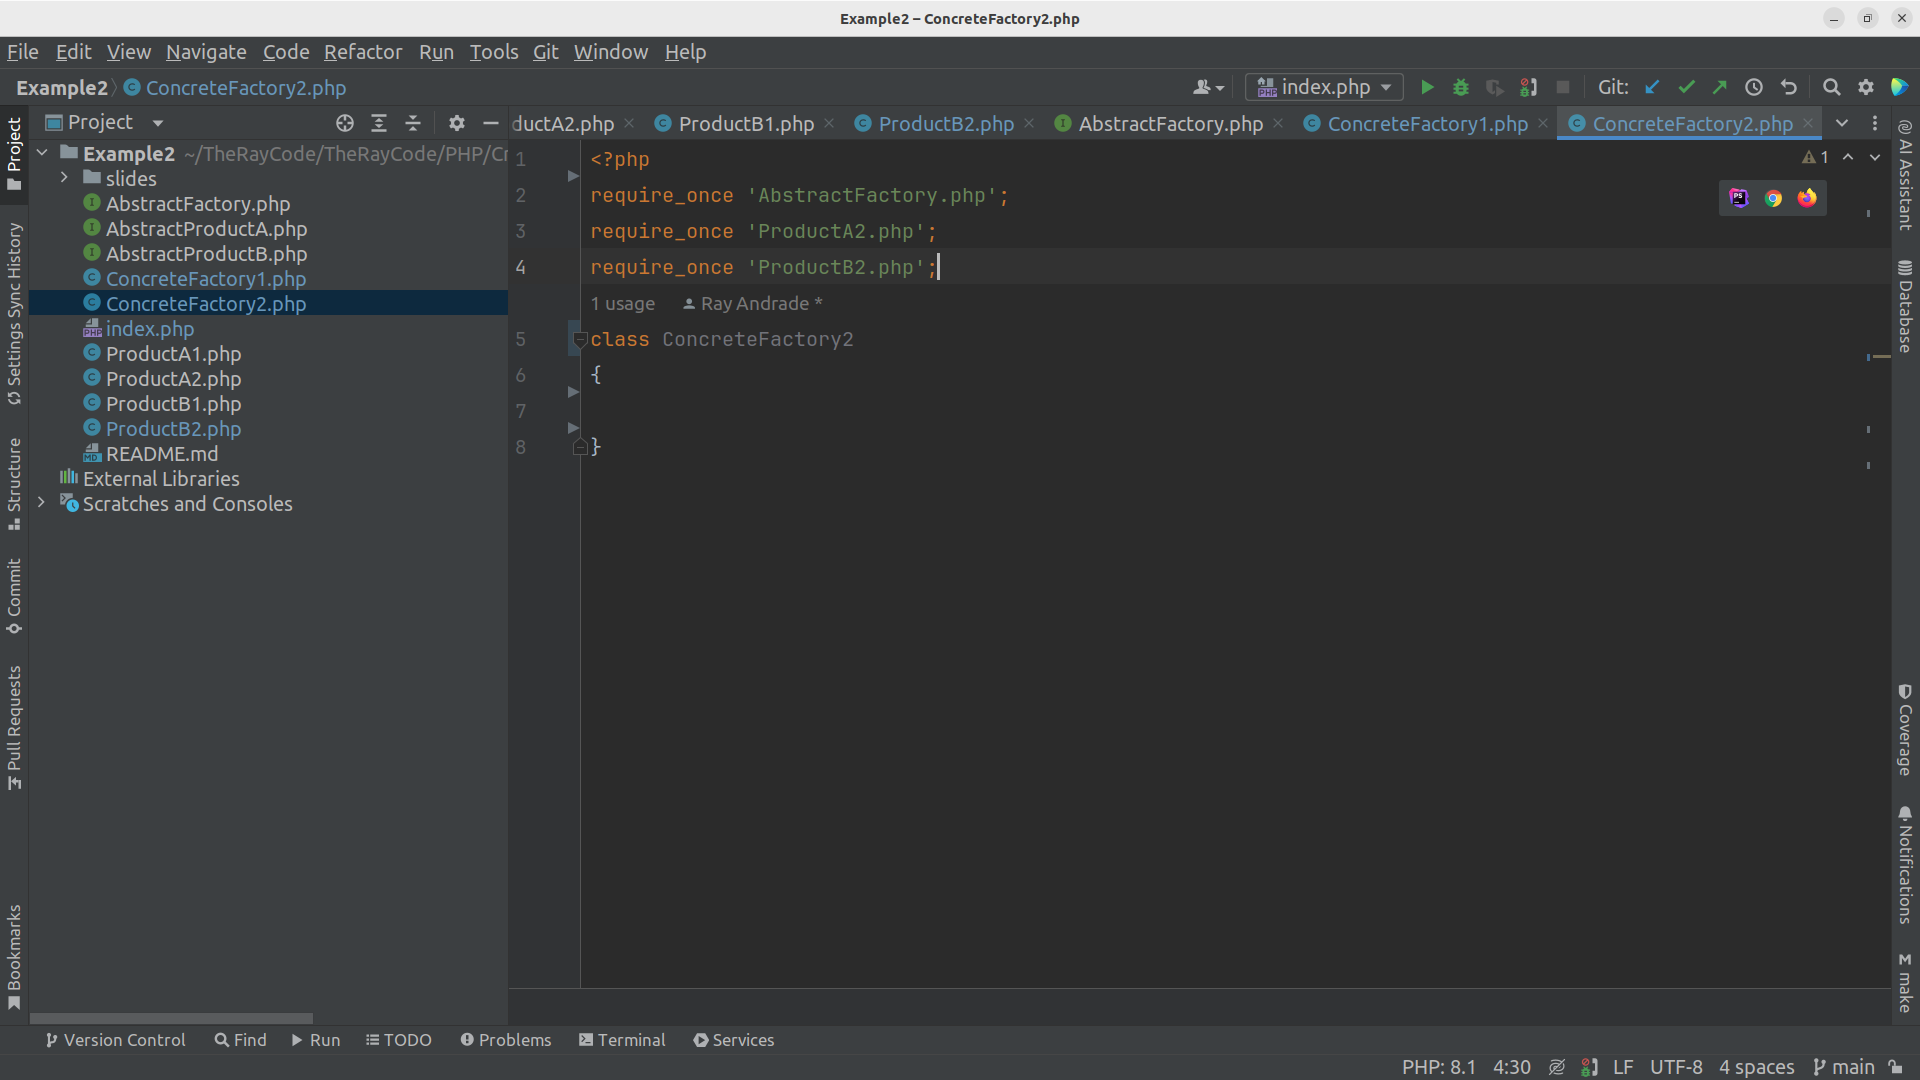 Example2 – ConcreteFactory2.php
File Edit View Navigate Code Refactor Run Tools Git Window Help
Example2 ConcreteFactory2.php
index.php
Git:
Project
ductA2.php ProductB1.php ProductB2.php AbstractFactory.php ConcreteFactory1.php ConcreteFactory2.php
Example2 ~/TheRayCode/TheRayCode/PHP/Cr
slides
AbstractFactory.php
AbstractProductA.php
AbstractProductB.php
ConcreteFactory1.php
ConcreteFactory2.php
index.php
ProductA1.php
ProductA2.php
ProductB1.php
ProductB2.php
README.md
External Libraries
Scratches and Consoles
1 <?php
2 require_once 'AbstractFactory.php';
3 require_once 'ProductA2.php';
4 require_once 'ProductB2.php';
1 usage Ray Andrade *
5 class ConcreteFactory2
6 {
7
8 }
1
Project
Settings Sync History
Structure
Commit
Pull Requests
Bookmarks
AI Assistant
Database
Coverage
Notifications
make
Version Control Find Run TODO Problems Terminal Services
PHP: 8.1 4:30 LF UTF-8 4 spaces main